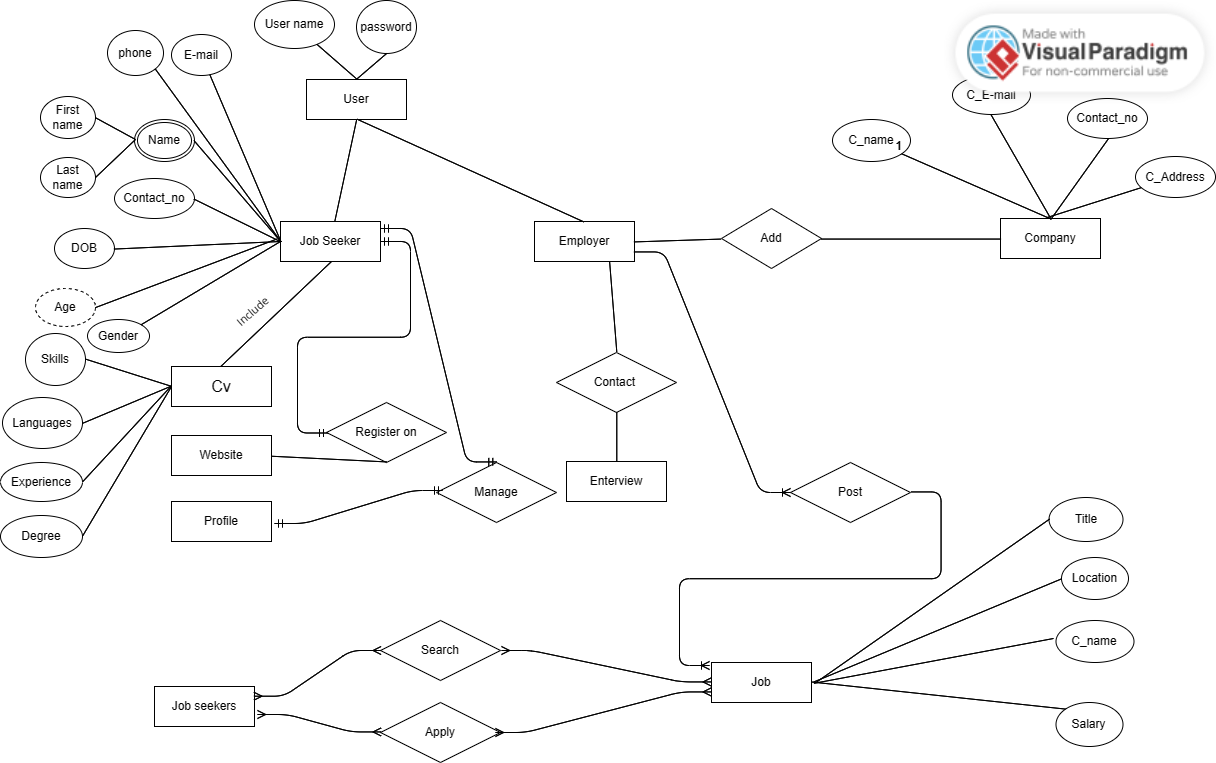 User name
password
Made with
Visual Paradigm
For non-commercial use
phone
E-mail
User
C_E-mail
First
name
Name
Contact_no
C_name
1
Last
name
C_Address
Contact_no
Job Seeker
Employer
Add
Company
DOB
Age
Include
Gender
Skills
Cv
Contact
Languages
Register on
Website
Experience
Enterview
Manage
Post
Profile
Title
Degree
Location
C_name
Search
Job
Job seekers
Apply
Salary